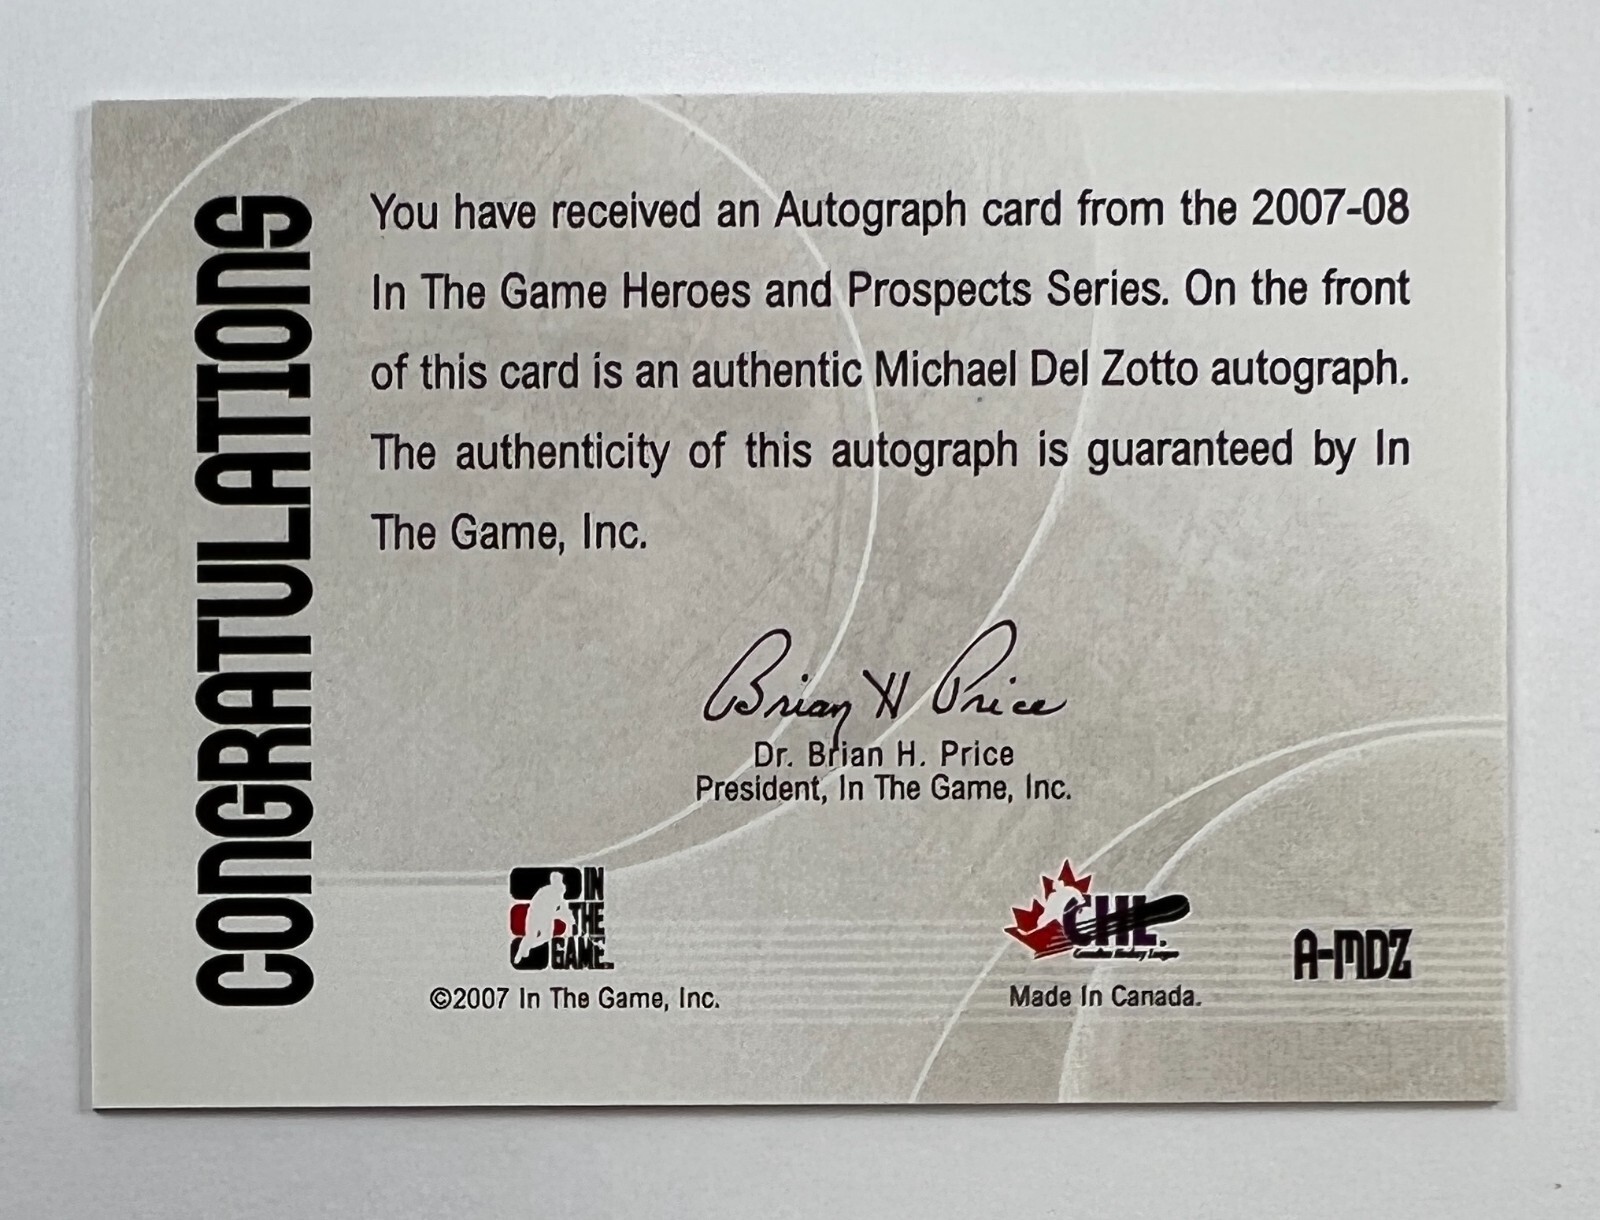 CONGRATULATIONS
You have received an Autograph card from the 2007-08
In The Game Heroes and Prospects Series. On the front
of this card is an authentic Michael Del Zotto autograph.
The authenticity of this autograph is guaranteed by In
The Game, Inc.
Brian H Price
Dr. Brian H. Price
President, In The Game, Inc.
IN
THE
GAME
©2007 In The Game, Inc.
CHL
Canadian Hockey League
Made In Canada.
A-MDZ